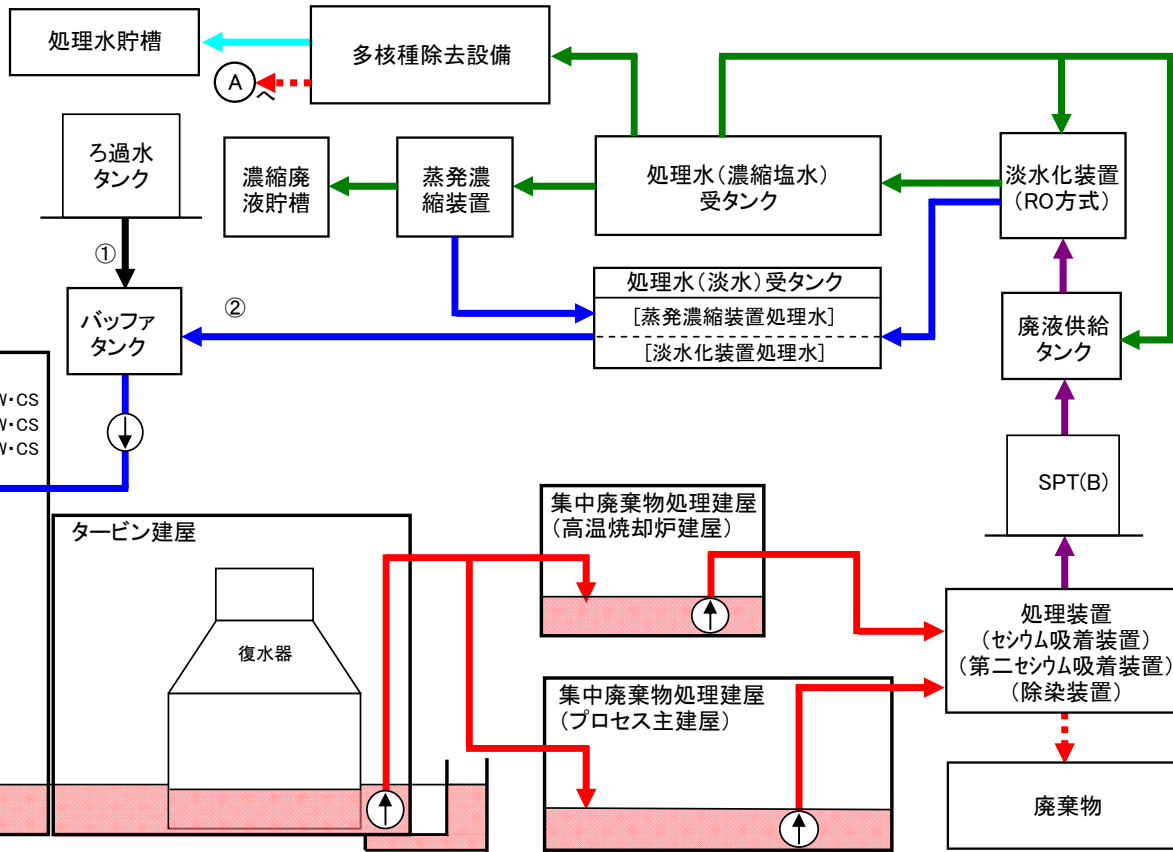 処理水貯槽
多核種除去設備
A
へ
ろ過水
タンク
濃縮廃
液貯槽
蒸発濃
縮装置
処理水(濃縮塩水)
受タンク
淡水化装置
(RO方式)
①
②
処理水(淡水)受タンク
[蒸発濃縮装置処理水]
[淡水化装置処理水]
バッファ
タンク
廃液供給
タンク
W・CS
W・CS
W・CS
SPT(B)
タービン建屋
復水器
集中廃棄物処理建屋
(高温焼却炉建屋)
集中廃棄物処理建屋
(プロセス主建屋)
処理装置
(セシウム吸着装置)
(第二セシウム吸着装置)
(除染装置)
廃棄物